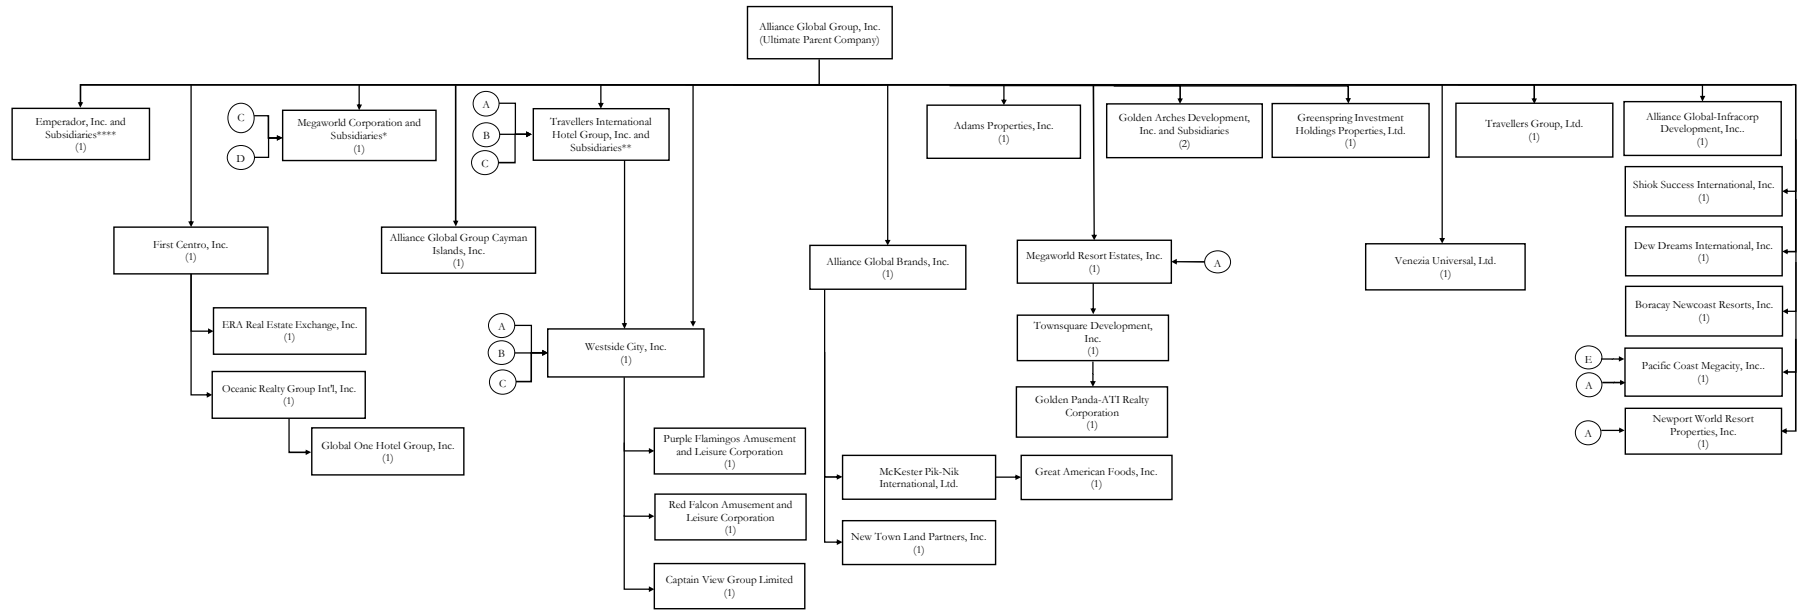 Alliance Global Group, Inc.
(Ultimate Parent Company)
Emperador, Inc. and
Subsidiaries****
(1)
C
D
Megaworld Corporation and
Subsidiaries*
(1)
A
B
C
Travellers International
Hotel Group, Inc. and
Subsidiaries**
Adams Properties, Inc.
(1)
Golden Arches Development,
Inc. and Subsidiaries
(2)
Greenspring Investment
Holdings Properties, Ltd.
(1)
Travellers Group, Ltd.
(1)
Alliance Global-Infracorp
Development, Inc..
(1)
Shiok Success International, Inc.
(1)
Dew Dreams International, Inc.
(1)
Boracay Newcoast Resorts, Inc.
(1)
E
A
Pacific Coast Megacity, Inc..
(1)
A
Newport World Resort
Properties, Inc.
(1)
First Centro, Inc.
(1)
Alliance Global Group Cayman
Islands, Inc.
(1)
Alliance Global Brands, Inc.
(1)
Megaworld Resort Estates, Inc.
(1)
A
Venezia Universal, Ltd.
(1)
ERA Real Estate Exchange, Inc.
(1)
Oceanic Realty Group Int'l, Inc.
(1)
Global One Hotel Group, Inc.
(1)
A
B
C
Westside City, Inc.
(1)
Townsquare Development,
Inc.
(1)
Golden Panda-ATI Realty
Corporation
(1)
Purple Flamingos Amusement
and Leisure Corporation
(1)
Red Falcon Amusement and
Leisure Corporation
(1)
Captain View Group Limited
(1)
McKester Pik-Nik
International, Ltd.
Great American Foods, Inc.
(1)
New Town Land Partners, Inc.
(1)